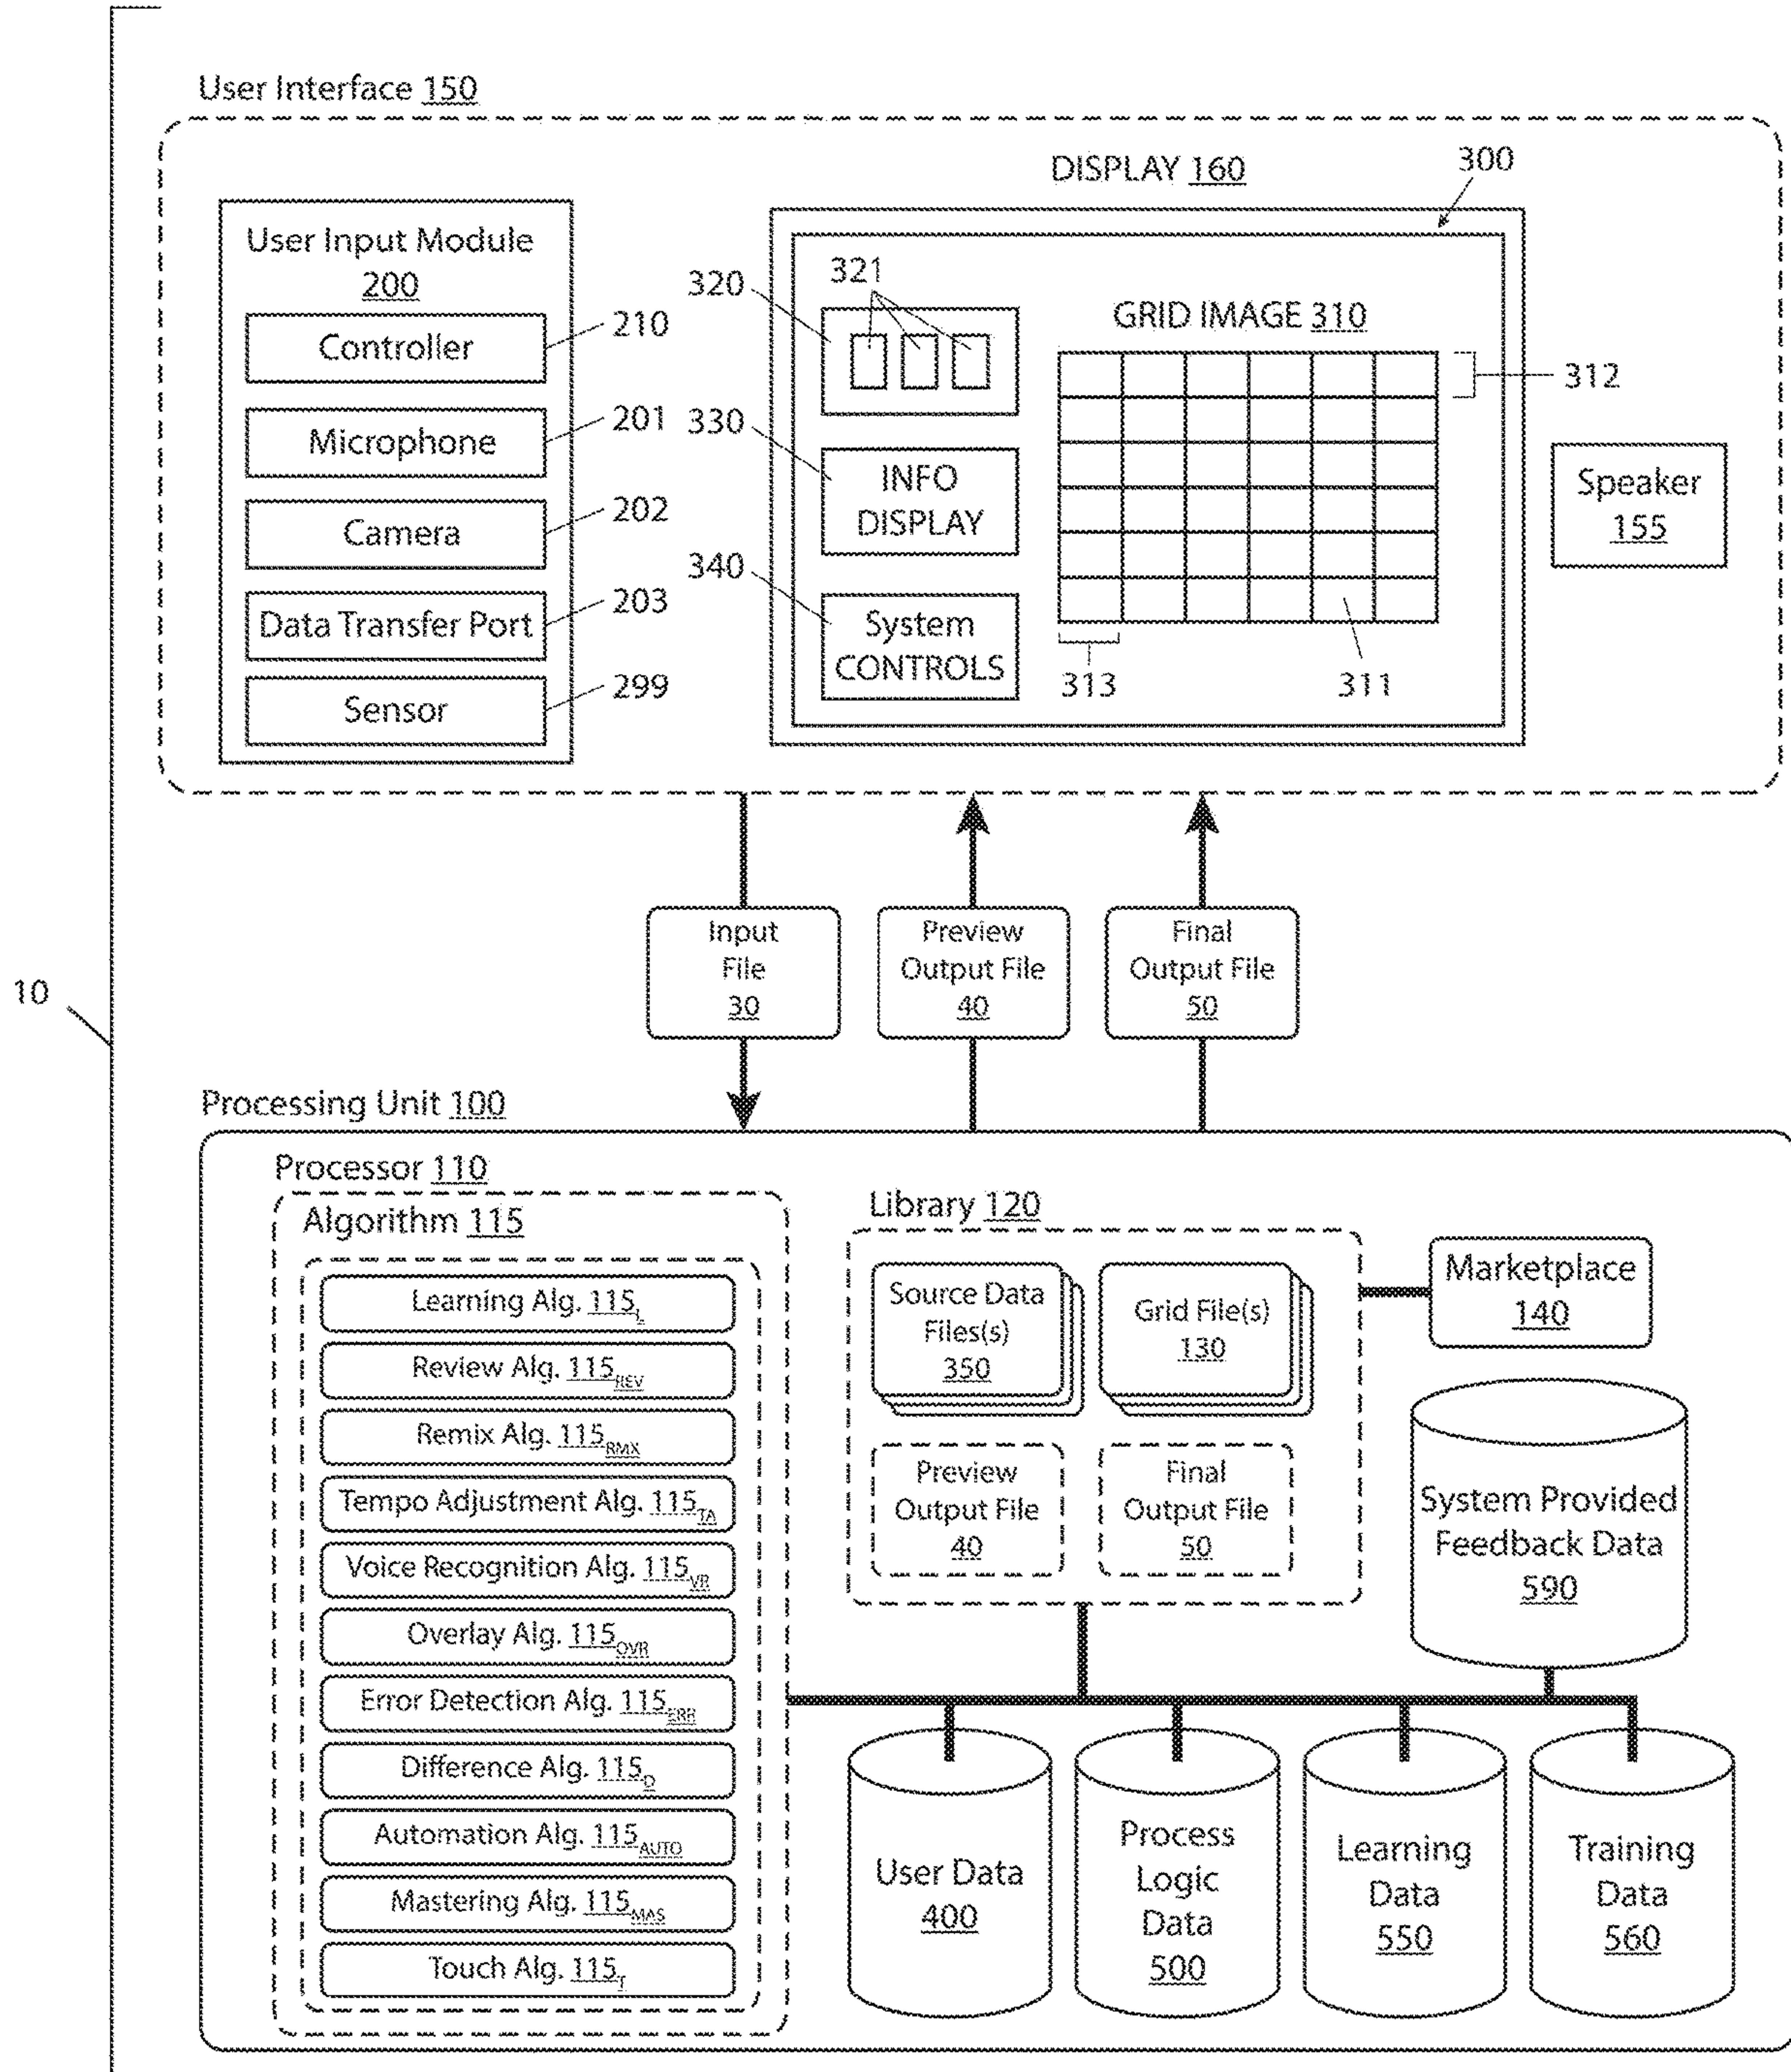 User Interface 150
DISPLAY 160
300
User Input Module
200
Controller
210
Microphone
201
Camera
202
Data Transfer Port
203
Sensor
299
320
321
330
INFO
DISPLAY
340
System
CONTROLS
GRID IMAGE 310
312
313
311
Speaker
155
Input
File
30
Preview
Output File
40
Final
Output File
50
10
Processing Unit 100
Processor 110
Algorithm 115
Learning Alg. 115L
Review Alg. 115REV
Remix Alg. 115RMX
Tempo Adjustment Alg. 115TA
Voice Recognition Alg. 115VR
Overlay Alg. 115OVR
Error Detection Alg. 115ERR
Difference Alg. 115D
Automation Alg. 115AUTO
Mastering Alg. 115MAS
Touch Alg. 115T
Library 120
Source Data
Files(s)
350
Grid File(s)
130
Preview
Output File
40
Final
Output File
50
Marketplace
140
System Provided
Feedback Data
590
User Data
400
Process
Logic
Data
500
Learning
Data
550
Training
Data
560